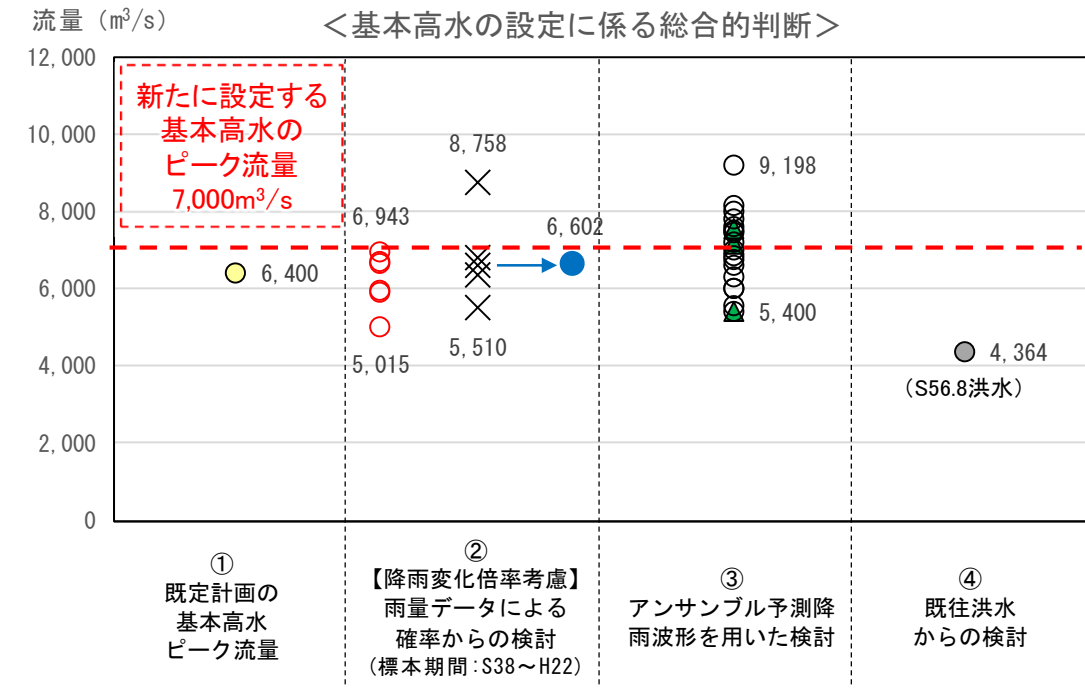 流量（m³/s）
＜基本高水の設定に係る総合的判断＞
12,000
10,000
8,000
6,000
4,000
2,000
0
新たに設定する
基本高水の
ピーク流量
7,000m³/s
6,400
6,943
5,015
8,758
5,510
6,602
9,198
5,400
4,364
（S56.8洪水）
①
既定計画の
基本高水
ピーク流量
②
【降雨変化倍率考慮】
雨量データによる
確率からの検討
（標本期間：S38～H22）
③
アンサンブル予測降
雨波形を用いた検討
④
既往洪水
からの検討